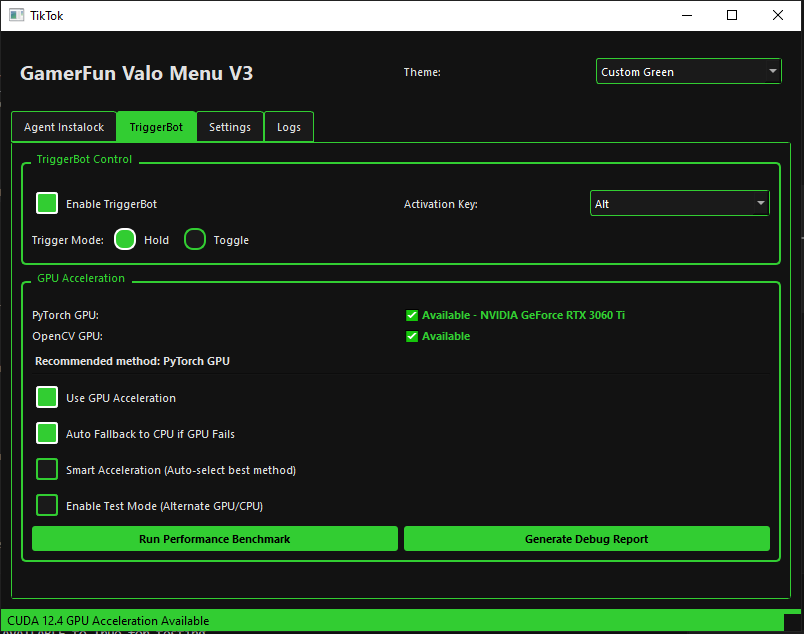 TikTok
GamerFun Valo Menu V3
Theme:
Custom Green
Agent Instalock
TriggerBot
Settings
Logs
TriggerBot Control
Enable TriggerBot
Activation Key:
Alt
Trigger Mode:
Hold
Toggle
GPU Acceleration
PyTorch GPU:
Available - NVIDIA GeForce RTX 3060 Ti
OpenCV GPU:
Available
Recommended method: PyTorch GPU
Use GPU Acceleration
Auto Fallback to CPU if GPU Fails
Smart Acceleration (Auto-select best method)
Enable Test Mode (Alternate GPU/CPU)
Run Performance Benchmark
Generate Debug Report
CUDA 12.4 GPU Acceleration Available